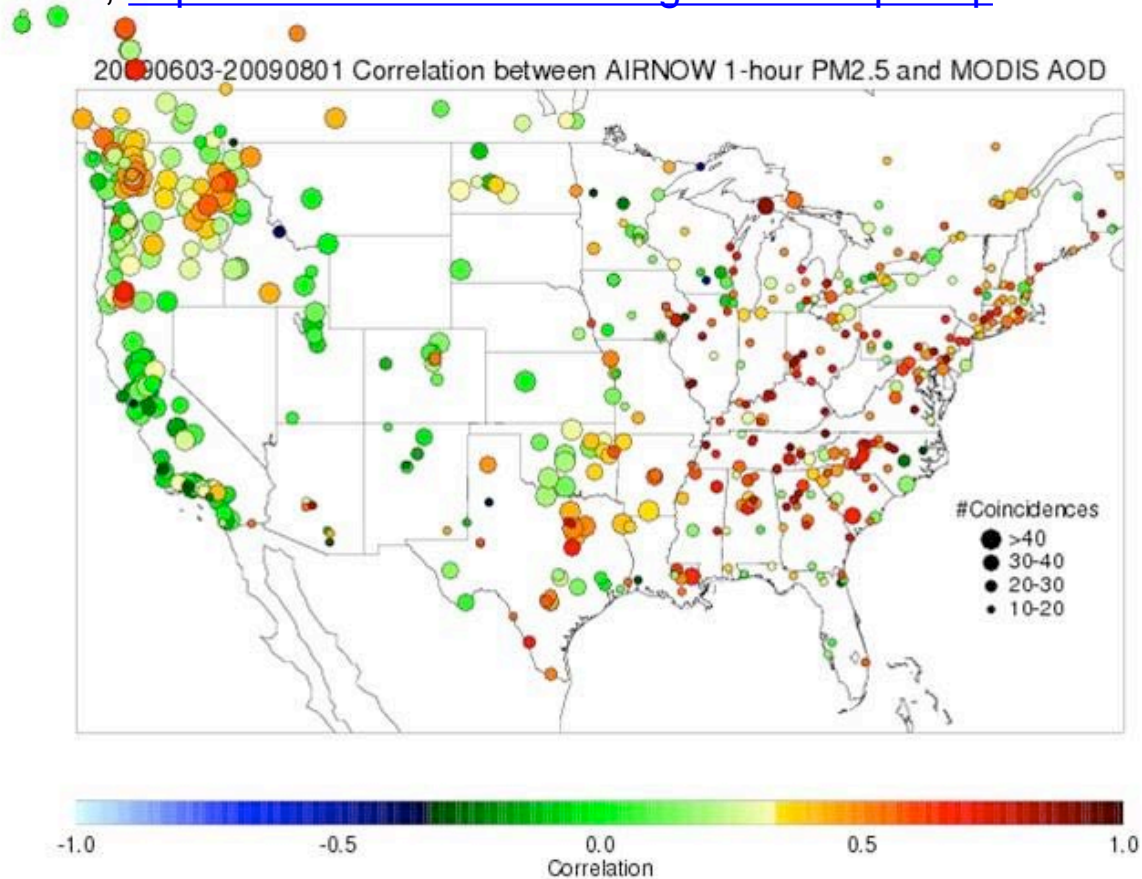 20090603-20090801 Correlation between AIRNOW 1-hour PM2.5 and MODIS AOD
#Coincidences
>40
30-40
20-30
10-20
-1.0 -0.5 0.0 0.5 1.0
Correlation